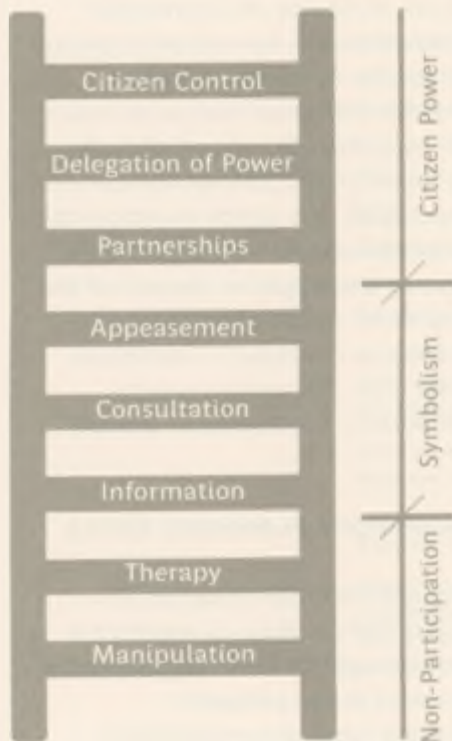 Citizen Control
Delegation of Power
Partnerships
Appeasement
Consultation
Information
Therapy
Manipulation
Citizen Power
Symbolism
Non-Participation